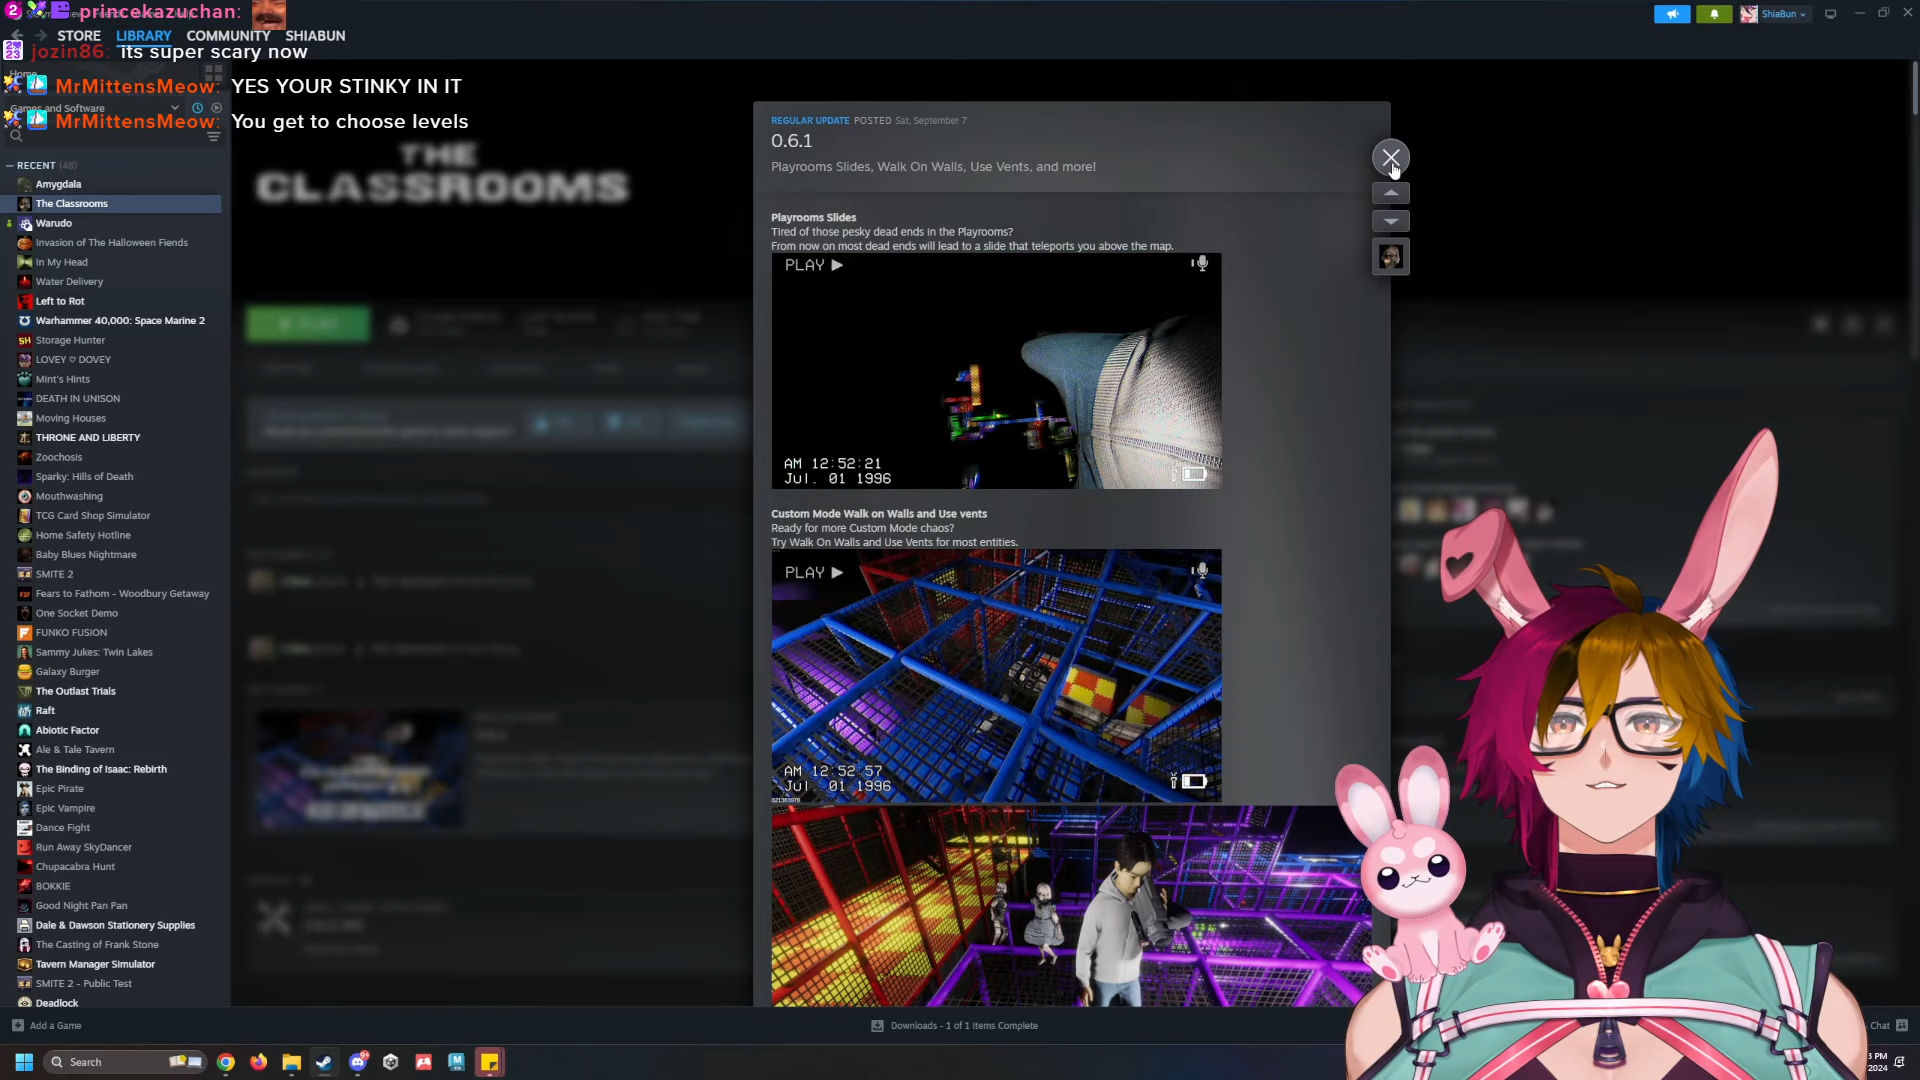 princekazuchan:
STORE LIBRARY COMMUNITY SHIABUN
jozin86: its super scary now
Home
MrMittensMeow: YES YOUR STINKY IN IT
Games and Software
MrMittensMeow: You get to choose levels
ShiaBun
RECENT (48)
Amygdala
The Classrooms
Warudo
Invasion of The Halloween Fiends
In My Head
Water Delivery
Left to Rot
Warhammer 40,000: Space Marine 2
Storage Hunter
LOVEY ♡ DOVEY
Mint's Hints
DEATH IN UNISON
Moving Houses
THRONE AND LIBERTY
Zoochosis
Sparky: Hills of Death
Mouthwashing
TCG Card Shop Simulator
Home Safety Hotline
Baby Blues Nightmare
SMITE 2
Fears to Fathom - Woodbury Getaway
One Socket Demo
FUNKO FUSION
Sammy Jukes: Twin Lakes
Galaxy Burger
The Outlast Trials
Raft
Abiotic Factor
Ale & Tale Tavern
The Binding of Isaac: Rebirth
Epic Pirate
Epic Vampire
Dance Fight
Run Away SkyDancer
Chupacabra Hunt
BOKKIE
Good Night Pan Pan
Dale & Dawson Stationery Supplies
The Casting of Frank Stone
Tavern Manager Simulator
SMITE 2 - Public Test
Deadlock
Add a Game
THE
CLASSROOMS
REGULAR UPDATE POSTED Sat, September 7
0.6.1
Playrooms Slides, Walk On Walls, Use Vents, and more!
Playrooms Slides
Tired of those pesky dead ends in the Playrooms?
From now on most dead ends will lead to a slide that teleports you above the map.
PLAY
AM 12:52:21
Jul. 01 1996
Custom Mode Walk on Walls and Use vents
Ready for more Custom Mode chaos?
Try Walk On Walls and Use Vents for most entities.
PLAY
AM 12:52:57
Jul. 01 1996
Downloads - 1 of 1 Items Complete
Chat
Search
PM
2024